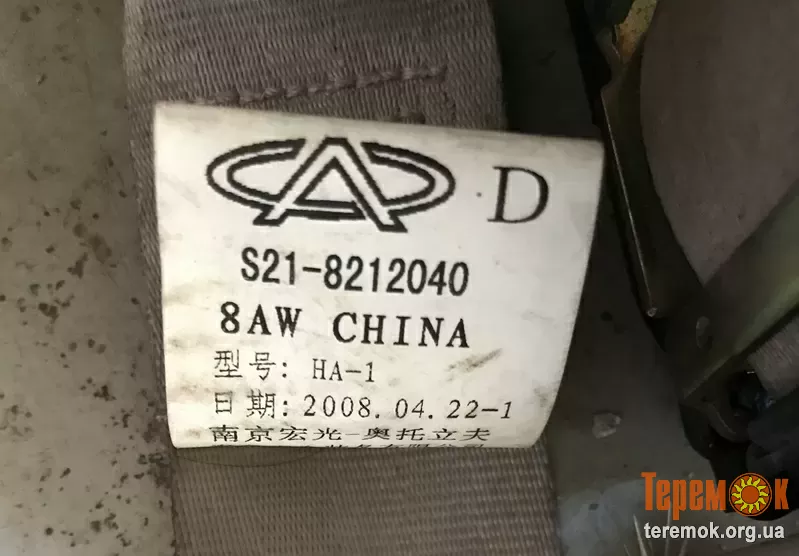 D
S21-8212040
8AW CHINA
型号: HA-1
日期: 2008.04.22-1
南京宏光-奥托立夫
ТеремОк
teremok.org.ua